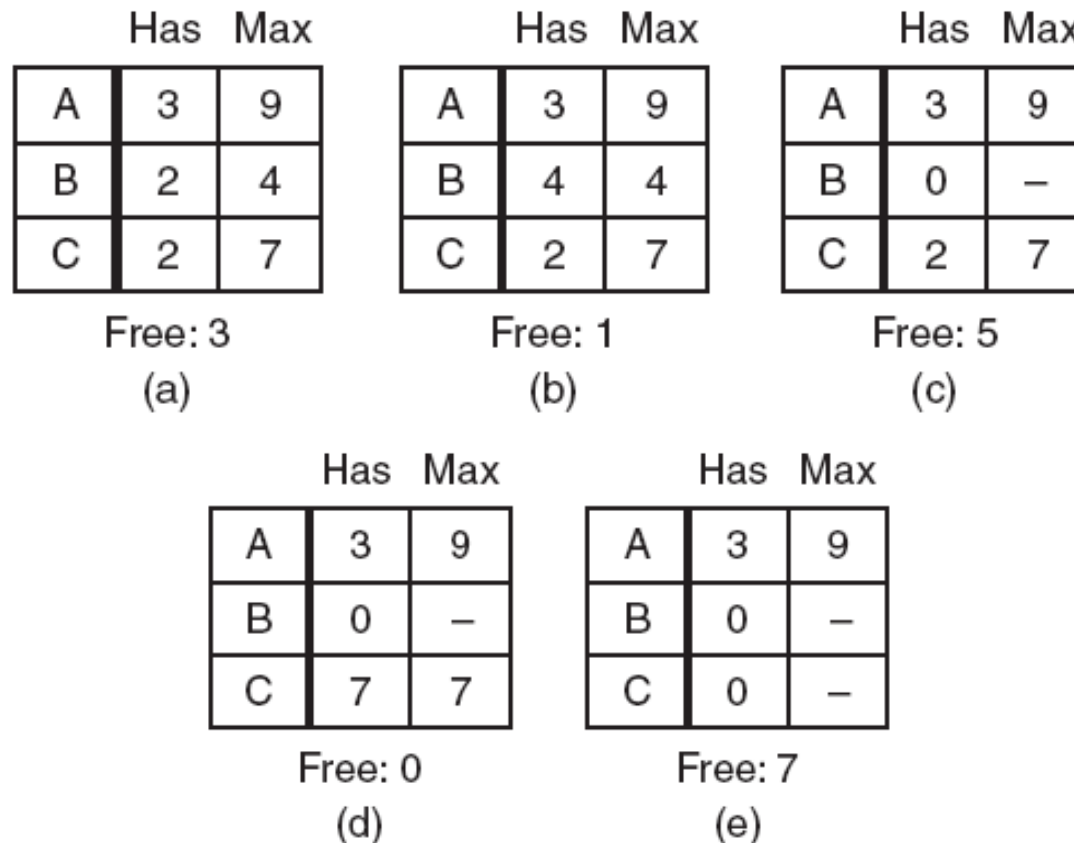 Has Max
A 3 9
B 2 4
C 2 7
Free: 3
(a)
Has Max
A 3 9
B 4 4
C 2 7
Free: 1
(b)
Has Max
A 3 9
B 0 –
C 2 7
Free: 5
(c)
Has Max
A 3 9
B 0 –
C 7 7
Free: 0
(d)
Has Max
A 3 9
B 0 –
C 0 –
Free: 7
(e)